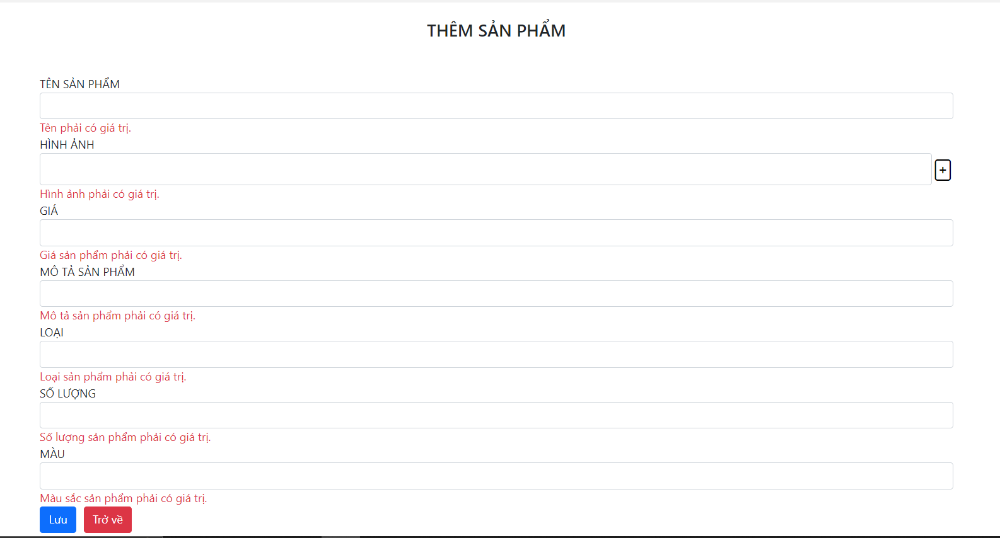 THÊM SẢN PHẨM
TÊN SẢN PHẨM
Tên phải có giá trị.
HÌNH ẢNH
+
Hình ảnh phải có giá trị.
GIÁ
Giá sản phẩm phải có giá trị.
MÔ TẢ SẢN PHẨM
Mô tả sản phẩm phải có giá trị.
LOẠI
Loại sản phẩm phải có giá trị.
SỐ LƯỢNG
Số lượng sản phẩm phải có giá trị.
MÀU
Màu sắc sản phẩm phải có giá trị.
Lưu Trở về